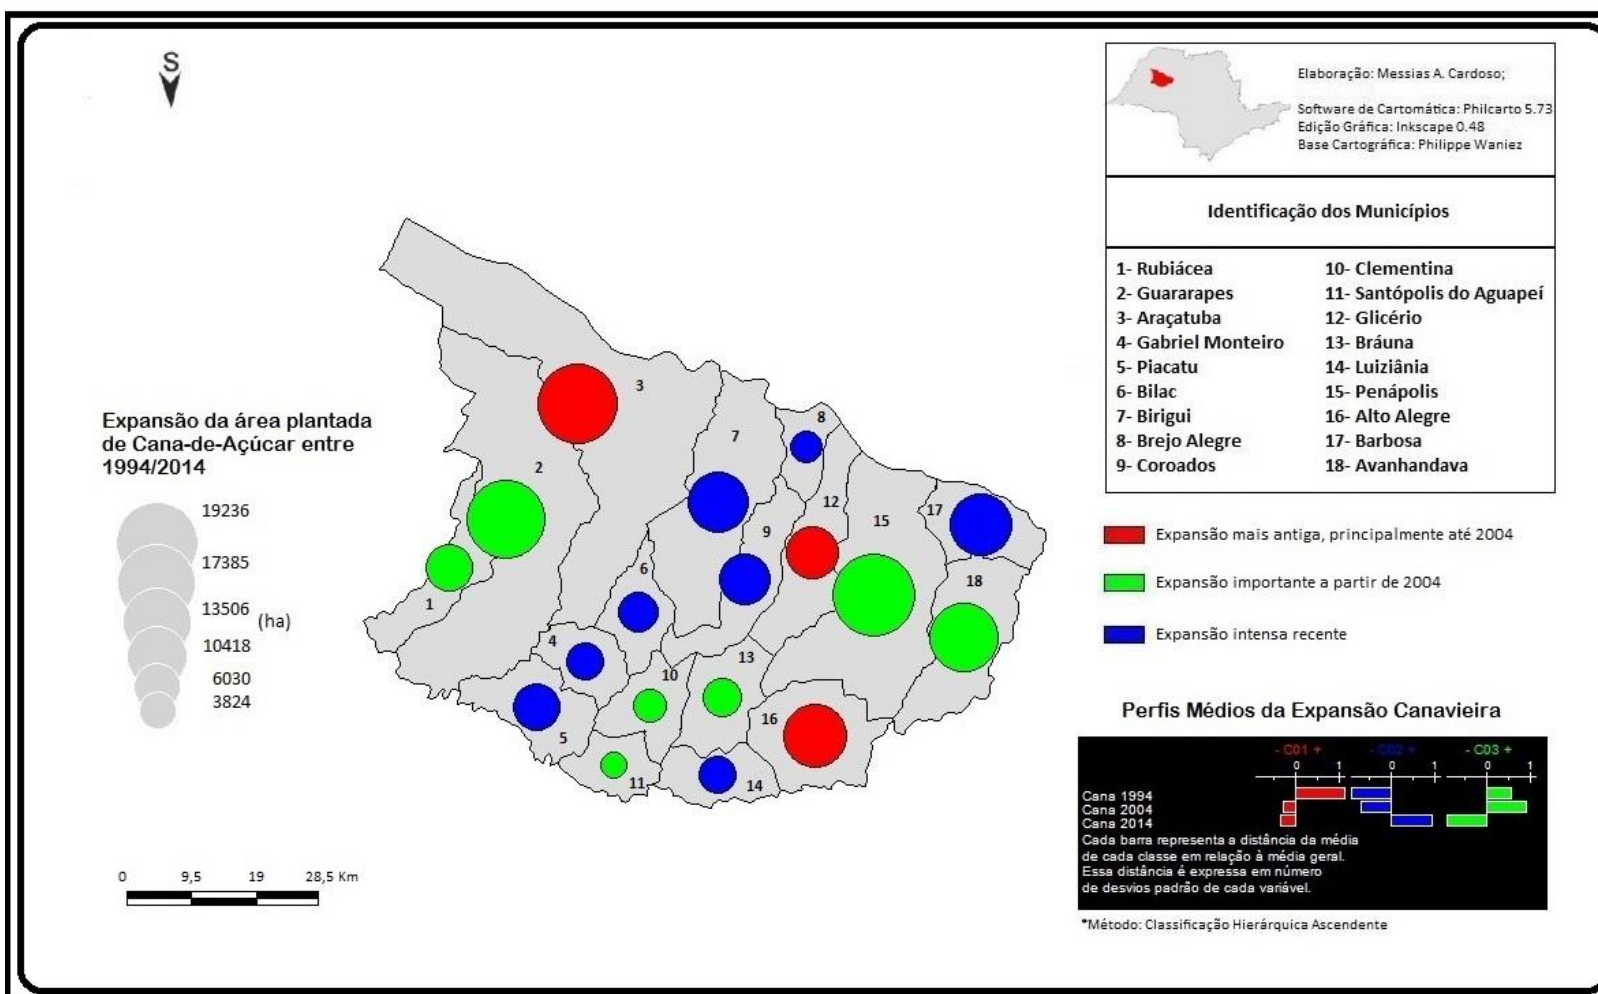 S
Elaboração: Messias A. Cardoso;
Software de Cartomática: Philcarto 5.73
Edição Gráfica: Inkscape 0.48
Base Cartográfica: Philippe Waniez
Identificação dos Municípios
1- Rubiácea
2- Guararapes
3- Araçatuba
4- Gabriel Monteiro
5- Piacatu
6- Bilac
7- Birigui
8- Brejo Alegre
9- Coroados
10- Clementina
11- Santópolis do Aguapeí
12- Glicério
13- Bráuna
14- Luiziânia
15- Penápolis
16- Alto Alegre
17- Barbosa
18- Avanhandava
Expansão da área plantada
de Cana-de-Açúcar entre
1994/2014
19236
17385
13506
(ha)
10418
6030
3824
3
8
7
2
12
15
17
9
6
18
1
4
13
10
16
5
11
14
Expansão mais antiga, principalmente até 2004
Expansão importante a partir de 2004
Expansão intensa recente
Perfis Médios da Expansão Canavieira
- C01 + - C02 + - C03 +
0 1 0 1 0 1
Cana 1994
Cana 2004
Cana 2014
Cada barra representa a distância da média
de cada classe em relação à média geral.
Essa distância é expressa em número
de desvios padrão de cada variável.
*Método: Classificação Hierárquica Ascendente
0 9,5 19 28,5 Km